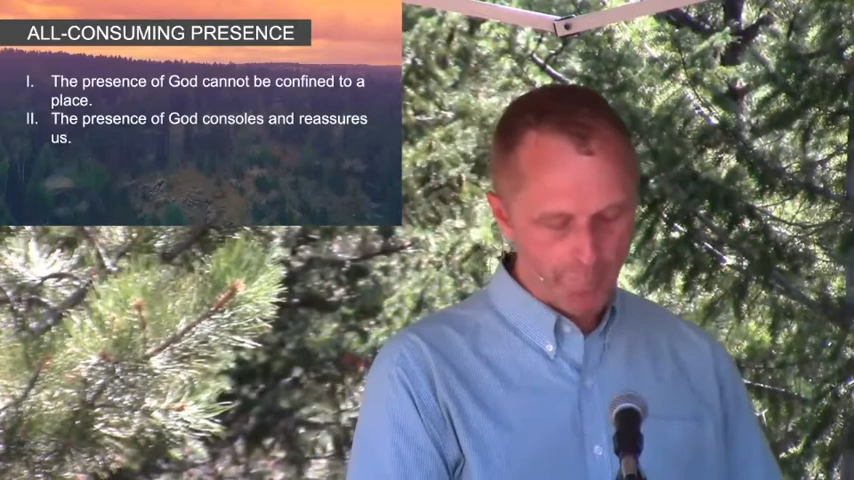 ALL-CONSUMING PRESENCE
I. The presence of God cannot be confined to a
place.
II. The presence of God consoles and reassures
us.